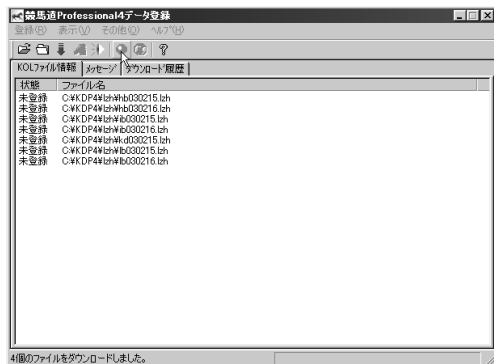 競馬道Professional4データ登録
登録(R) 表示(V) その他(O) ヘルプ(H)
KOLファイル情報 メッセージ ダウンロード履歴
状態 ファイル名
未登録 C:¥KDP4¥lzh¥hb030215.lzh
未登録 C:¥KDP4¥lzh¥hb030216.lzh
未登録 C:¥KDP4¥lzh¥ib030215.lzh
未登録 C:¥KDP4¥lzh¥ib030216.lzh
未登録 C:¥KDP4¥lzh¥kd030215.lzh
未登録 C:¥KDP4¥lzh¥lb030215.lzh
未登録 C:¥KDP4¥lzh¥lb030216.lzh
4個のファイルをダウンロードしました。